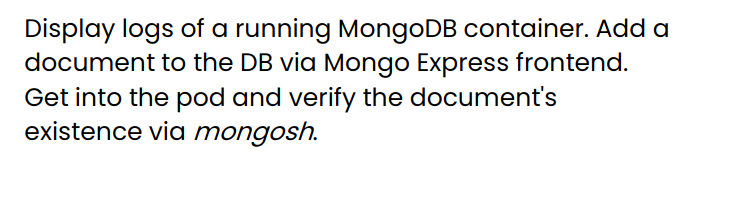 Display logs of a running MongoDB container. Add a
document to the DB via Mongo Express frontend.
Get into the pod and verify the document's
existence via mongosh.